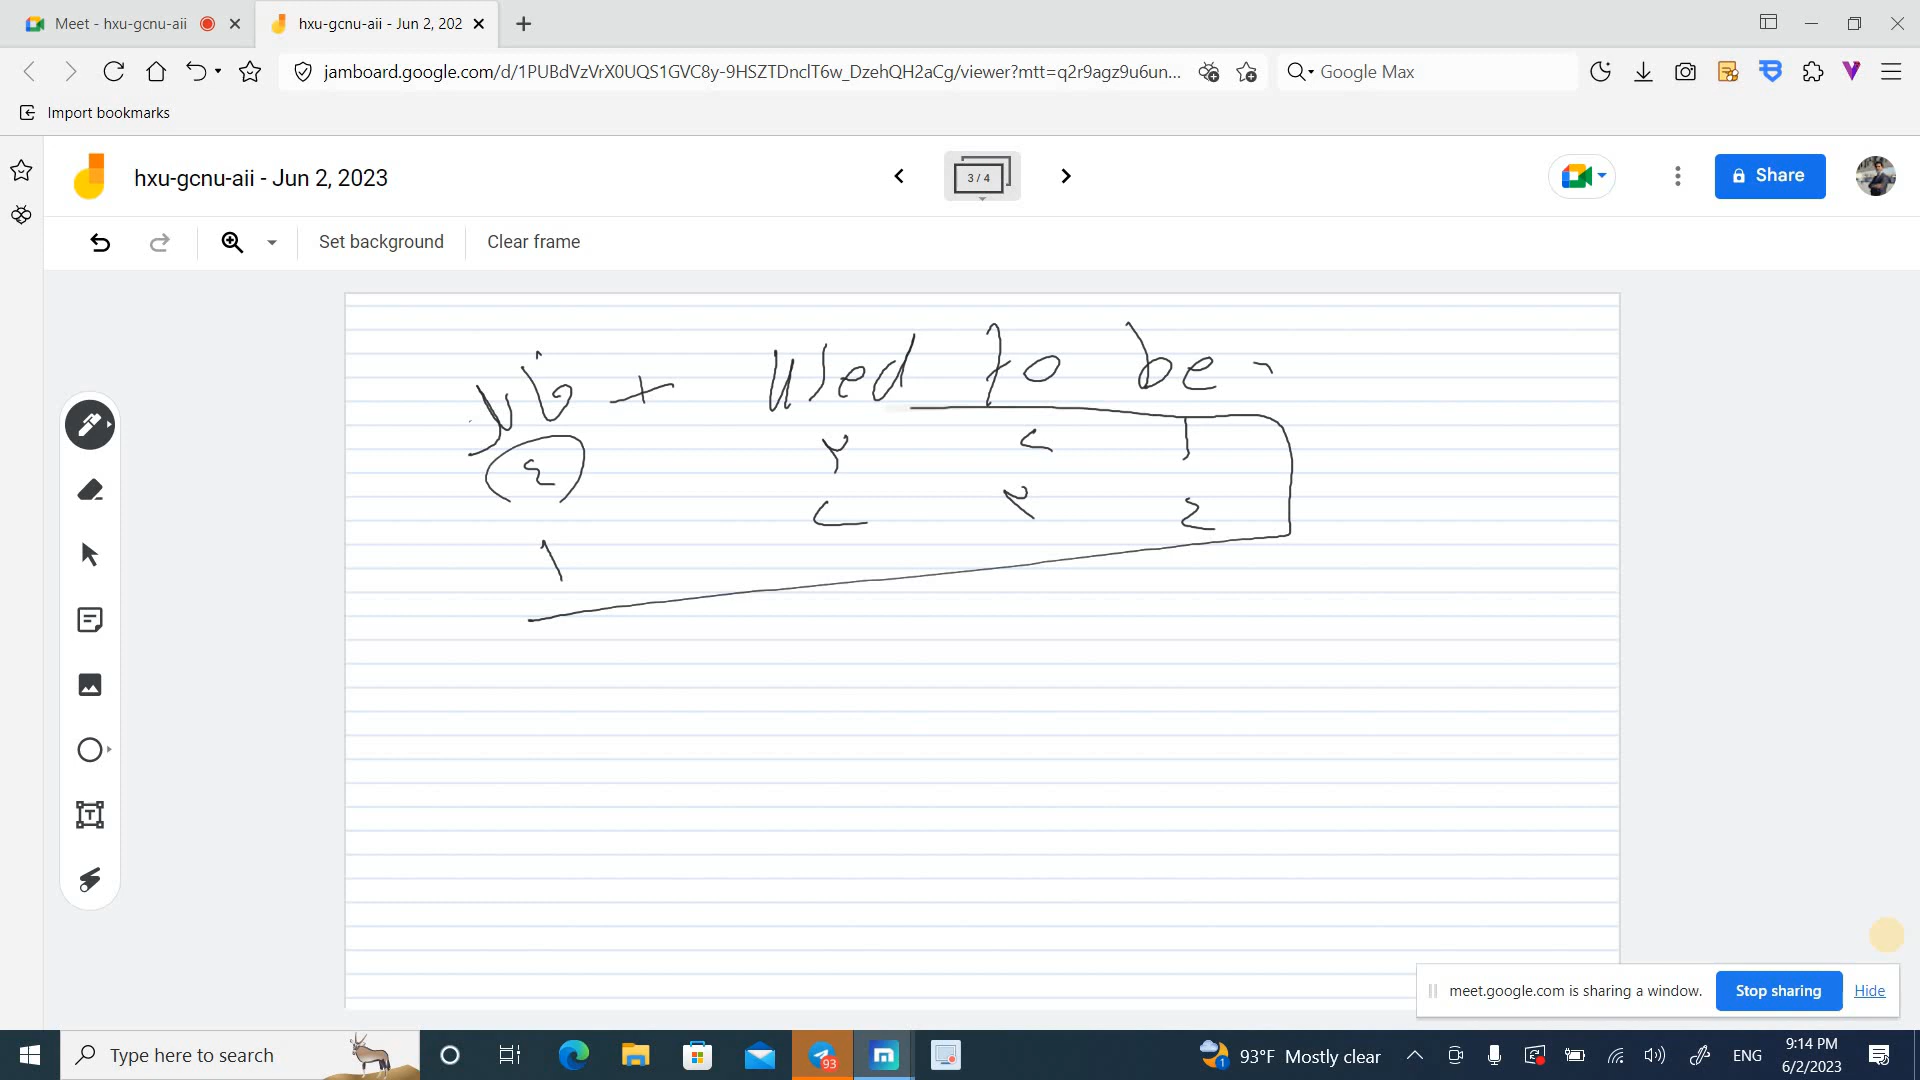 Meet - hxu-gcnu-aii
hxu-gcnu-aii - Jun 2, 202
jamboard.google.com/d/1PUBdVzVrX0UQS1GVC8y-9HSZTDnclT6w_DzehQH2aCg/viewer?mtt=q2r9agz9u6un...
Google Max
Import bookmarks
hxu-gcnu-aii - Jun 2, 2023
3 / 4
Share
Set background
Clear frame
+ Used to be
meet.google.com is sharing a window.
Stop sharing
Hide
Type here to search
93
1
93°F Mostly clear
ENG
9:14 PM
6/2/2023